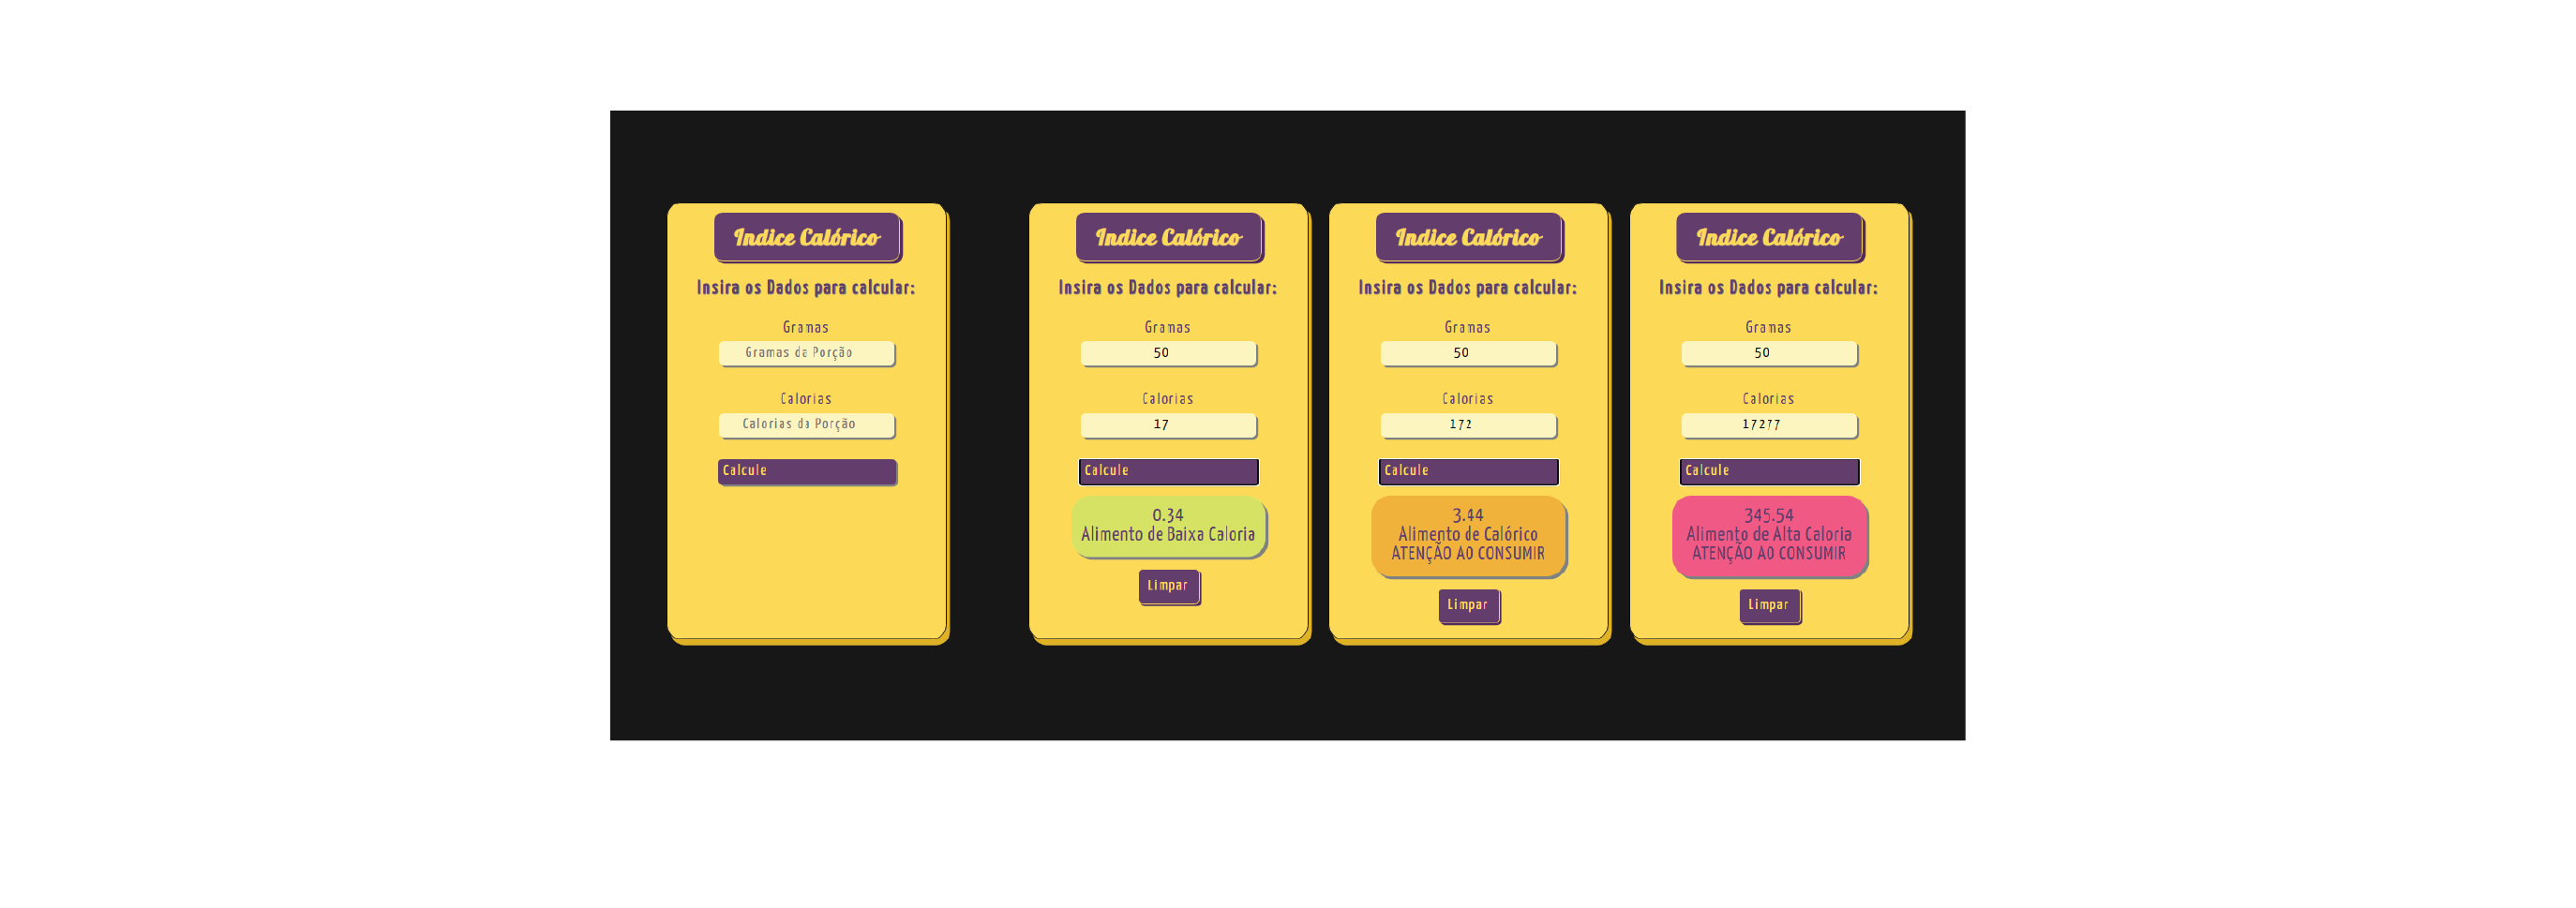 Indice Calórico
Insira os Dados para calcular:
Gramas
Gramas da Porção
Calorias
Calorias da Porção
Calcule
Indice Calórico
Insira os Dados para calcular:
Gramas
50
Calorias
17
Calcule
0.34
Alimento de Baixa Caloria
Limpar
Indice Calórico
Insira os Dados para calcular:
Gramas
50
Calorias
172
Calcule
3.44
Alimento de Calórico
ATENÇÃO AO CONSUMIR
Limpar
Indice Calórico
Insira os Dados para calcular:
Gramas
50
Calorias
17277
Calcule
345.54
Alimento de Alta Caloria
ATENÇÃO AO CONSUMIR
Limpar